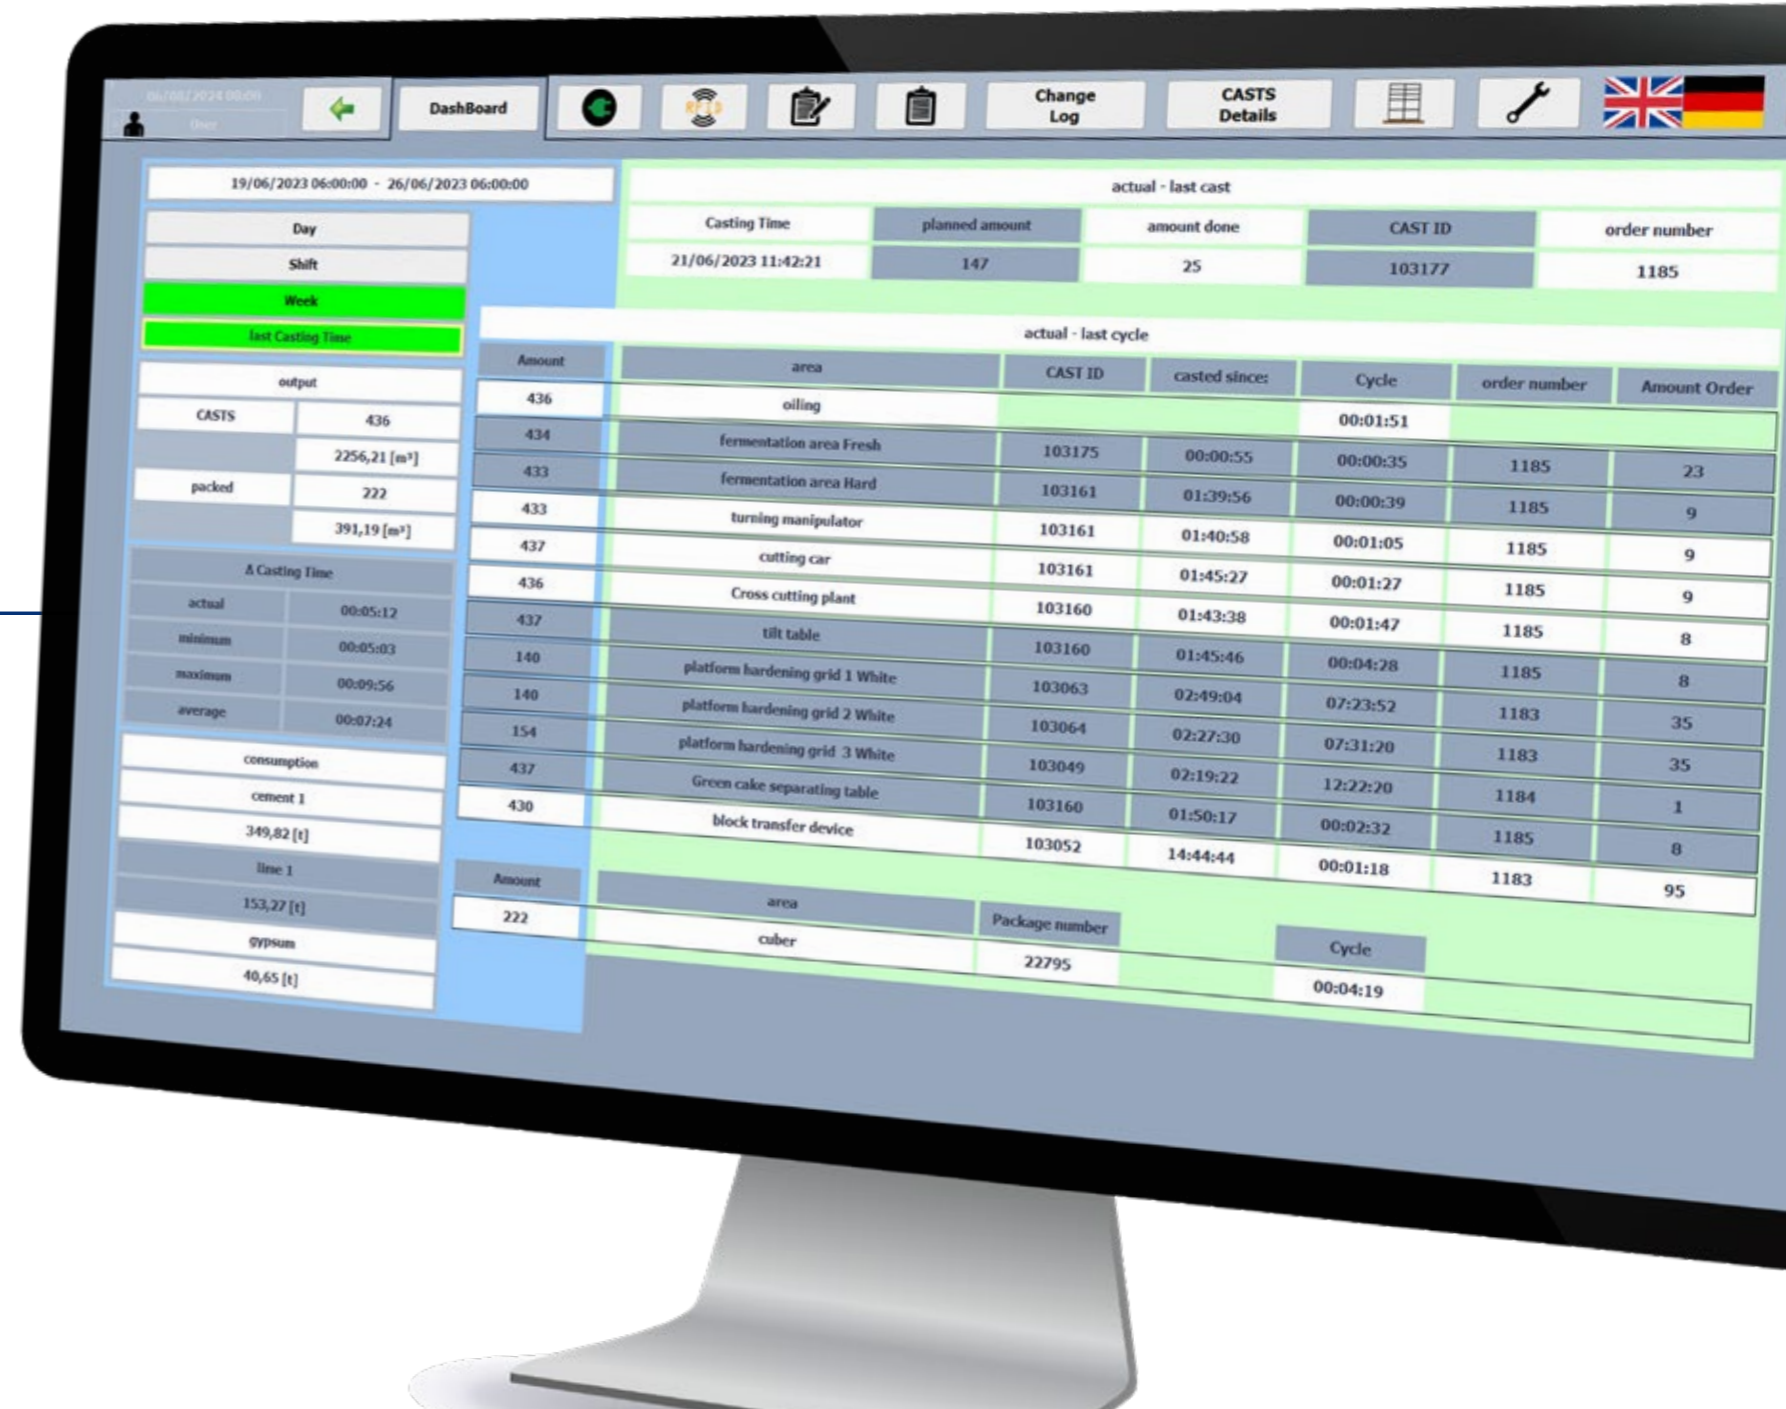 06/08/2024 00:00
User
DashBoard
RFID
Change
Log
CASTS
Details
19/06/2023 06:00:00 - 26/06/2023 06:00:00
Day
Shift
Week
last Casting Time
output
CASTS 436
2256,21 [m³]
packed 222
391,19 [m³]
Δ Casting Time
actual 00:05:12
minimum 00:05:03
maximum 00:09:56
average 00:07:24
consumption
cement 1
349,82 [t]
lime 1
153,27 [t]
gypsum
40,65 [t]
actual - last cast
Casting Time planned amount amount done CAST ID order number
21/06/2023 11:42:21 147 25 103177 1185
actual - last cycle
Amount area CAST ID casted since: Cycle order number Amount Order
436 oiling 00:01:51
434 fermentation area Fresh 103175 00:00:55 00:00:35 1185 23
433 fermentation area Hard 103161 01:39:56 00:00:39 1185 9
433 turning manipulator 103161 01:40:58 00:01:05 1185 9
437 cutting car 103161 01:45:27 00:01:27 1185 9
436 Cross cutting plant 103160 01:43:38 00:01:47 1185 8
437 tilt table 103160 01:45:46 00:04:28 1185 8
140 platform hardening grid 1 White 103063 02:49:04 07:23:52 1183 35
140 platform hardening grid 2 White 103064 02:27:30 07:31:20 1183 35
154 platform hardening grid 3 White 103049 02:19:22 12:22:20 1184 1
437 Green cake separating table 103160 01:50:17 00:02:32 1185 8
430 block transfer device 103052 14:44:44 00:01:18 1183 95
Amount area Package number Cycle
222 cuber 22795 00:04:19